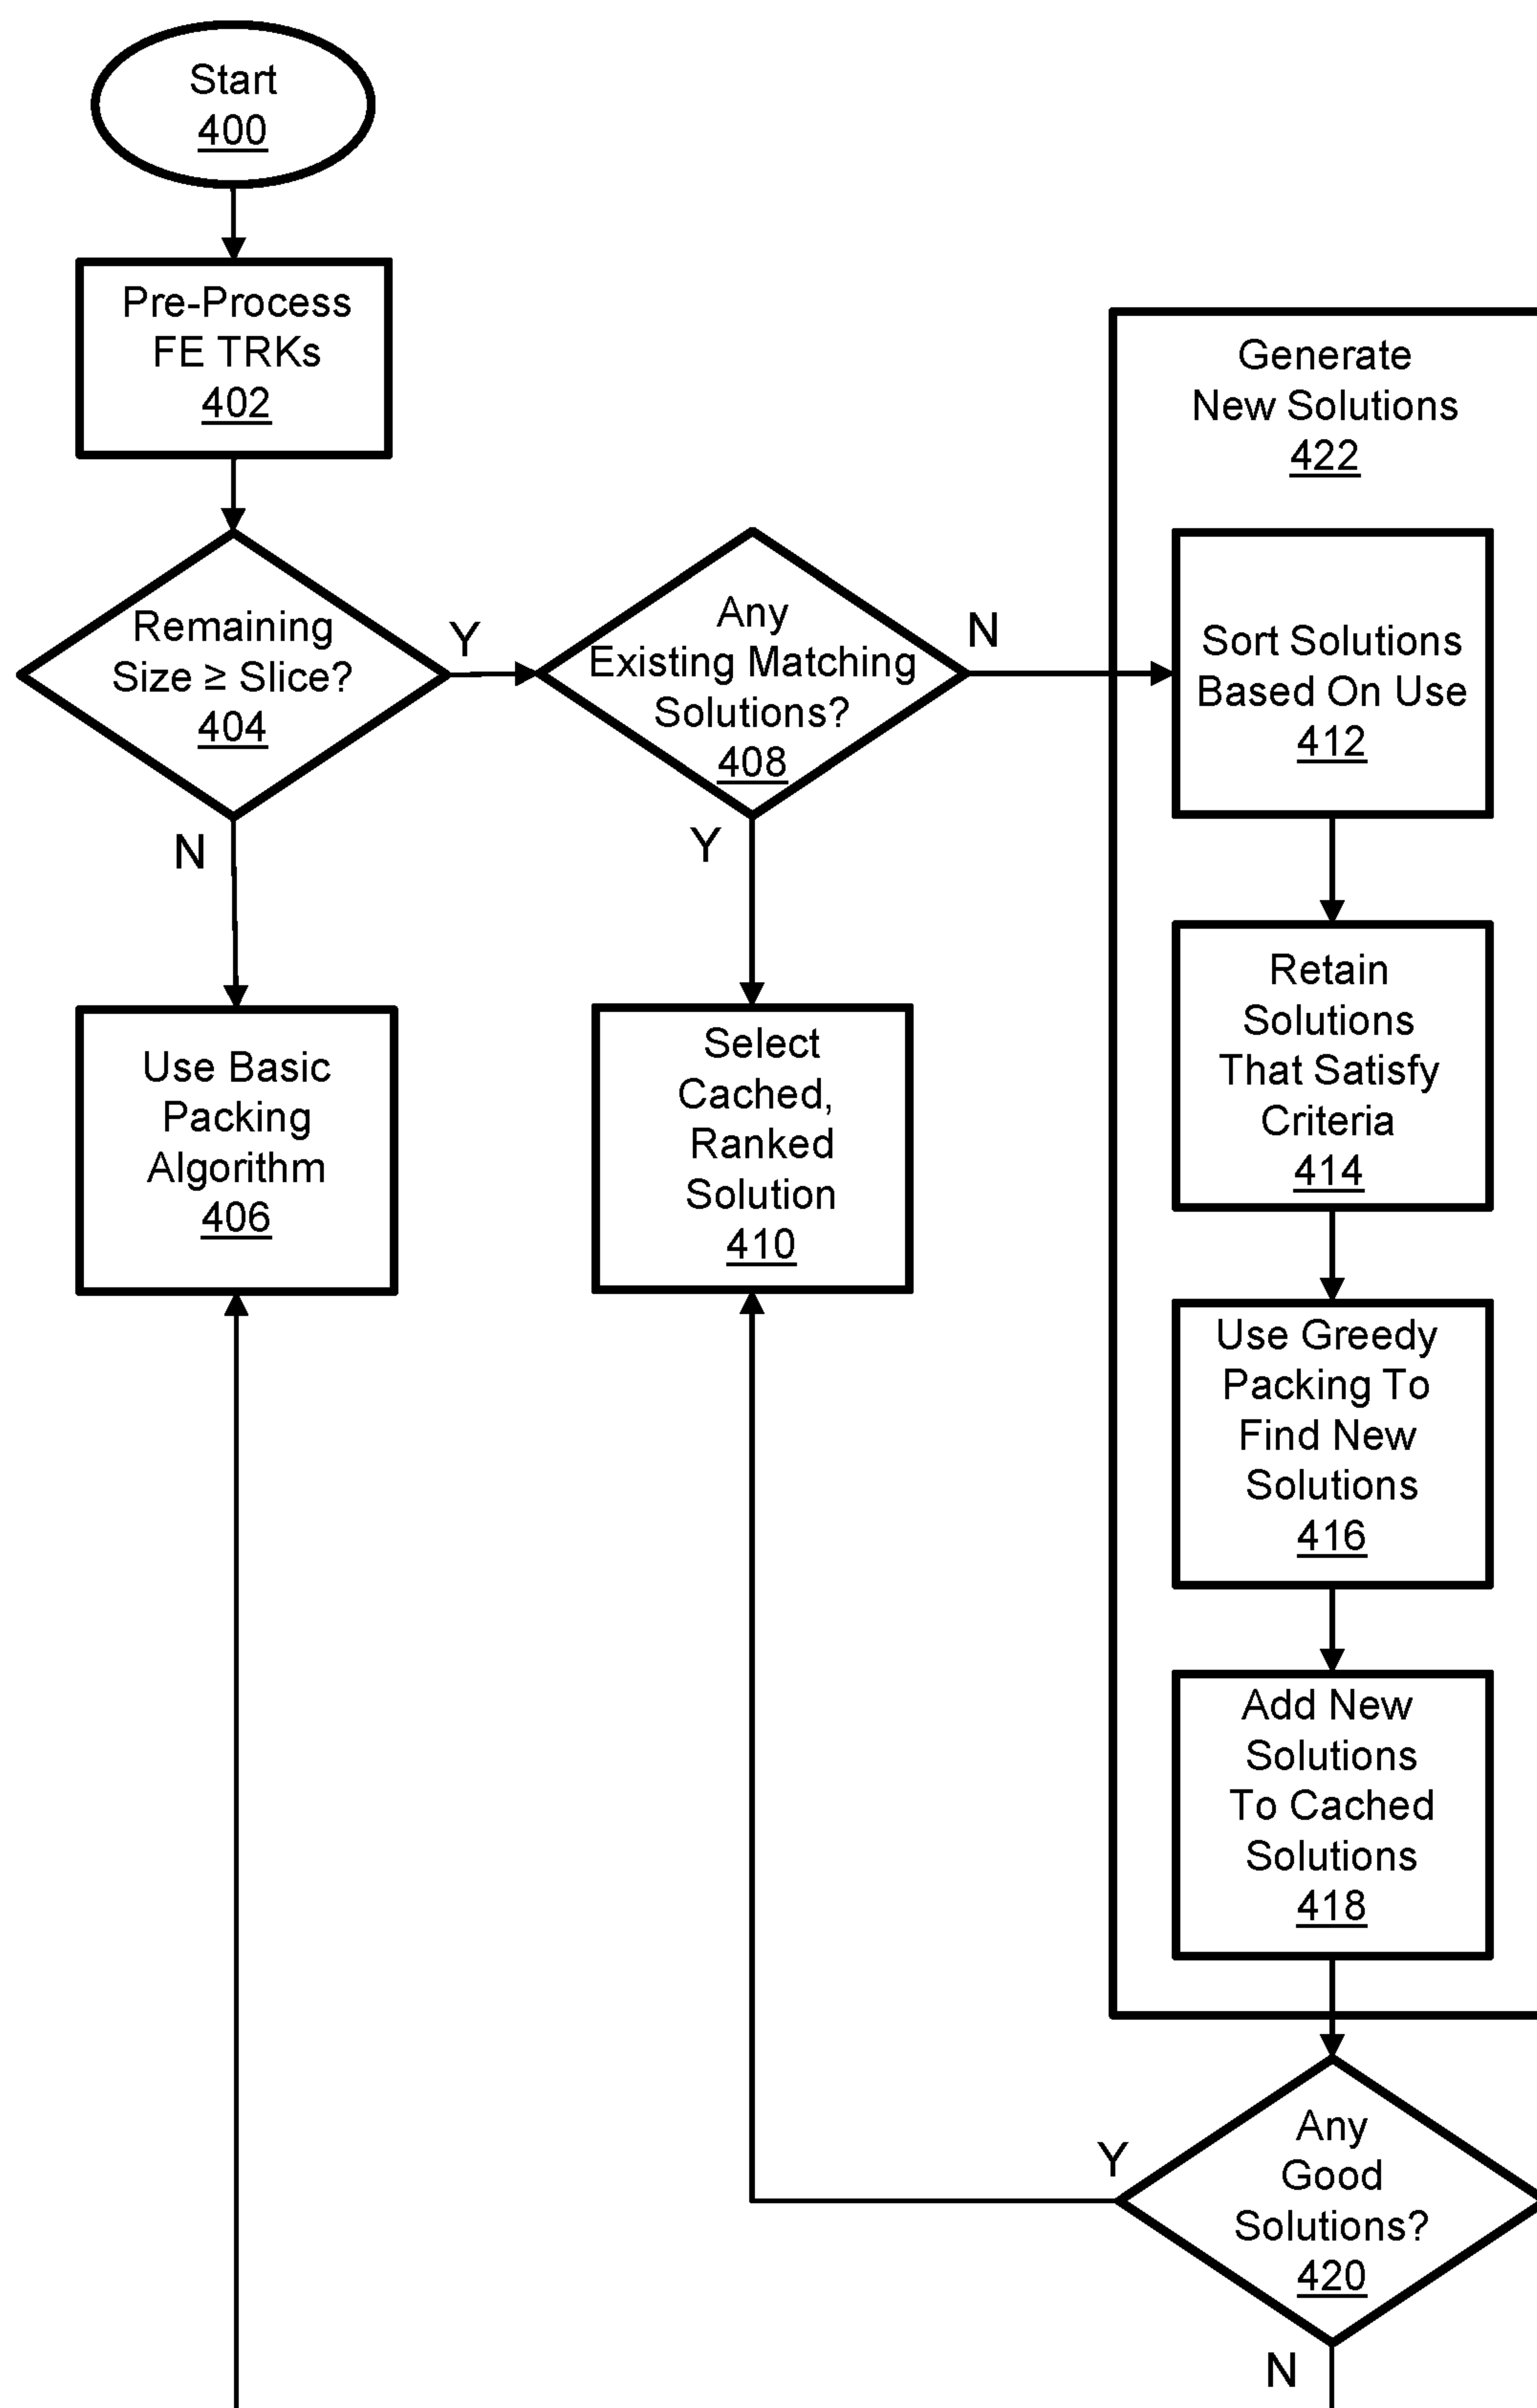 Start
400
Pre-Process
FE TRKs
402
Remaining
Size ≥ Slice?
404
Y
N
Use Basic
Packing
Algorithm
406
Any
Existing Matching
Solutions?
408
N
Y
Select
Cached,
Ranked
Solution
410
Generate
New Solutions
422
Sort Solutions
Based On Use
412
Retain
Solutions
That Satisfy
Criteria
414
Use Greedy
Packing To
Find New
Solutions
416
Add New
Solutions
To Cached
Solutions
418
Any
Good
Solutions?
420
Y
N